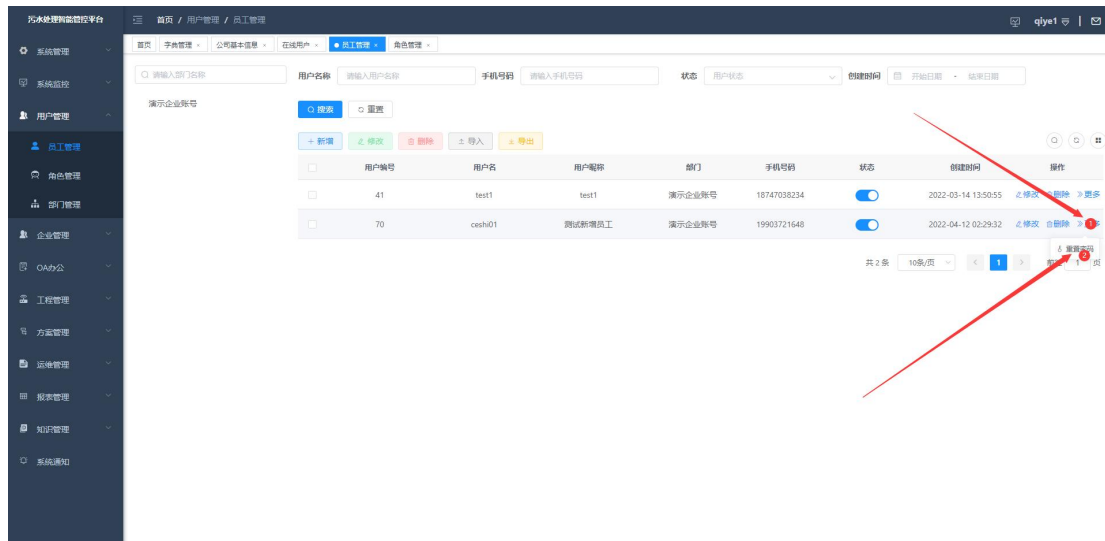 污水处理智能管控平台
首页 / 用户管理 / 员工管理
qiye1
系统管理
首页 字典管理 × 公司基本信息 × 在线用户 × 员工管理 × 角色管理 ×
请输入部门名称
用户名称 请输入用户名称 手机号码 请输入手机号码 状态 用户状态 创建时间 开始日期 - 结束日期
系统监控
演示企业账号
搜索 重置
用户管理
+ 新增 修改 删除 导入 导出
员工管理
用户编号 用户名 用户昵称 部门 手机号码 状态 创建时间 操作
角色管理
41 test1 test1 演示企业账号 18747038234 2022-03-14 13:50:55 修改 删除 更多
部门管理
70 ceshi01 测试新增员工 演示企业账号 19903721648 2022-04-12 02:29:32 修改 删除 1
企业管理
重置密码
2
共 2 条 10条/页 < 1 > 1 页
OA办公
工程管理
方案管理
运维管理
报表管理
知识管理
系统通知